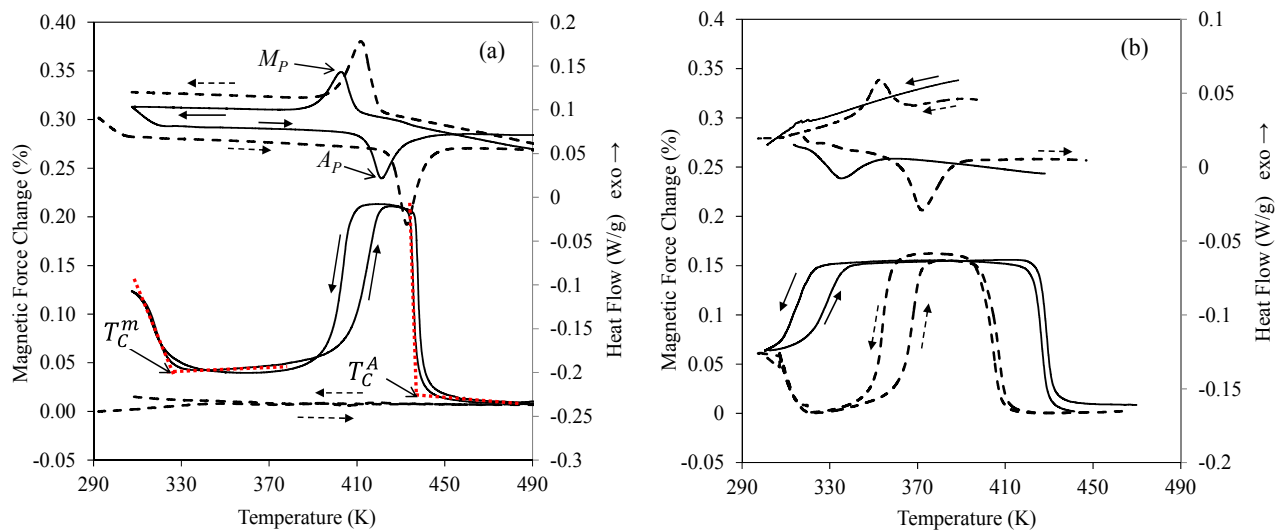 (a)
0.40
0.35
0.30
0.25
0.20
0.15
0.10
0.05
0.00
-0.05
Magnetic Force Change (%)
0.2
0.15
0.1
0.05
0
-0.05
-0.1
-0.15
-0.2
-0.25
-0.3
Heat Flow (W/g) exo →
M_P
A_P
T_C^m
T_C^A
290 330 370 410 450 490
Temperature (K)
(b)
0.4
0.35
0.3
0.25
0.2
0.15
0.1
0.05
0
-0.05
Magnetic Force Change (%)
0.1
0.05
0
-0.05
-0.1
-0.15
-0.2
Heat Flow (W/g) exo →
290 330 370 410 450 490
Temperature (K)